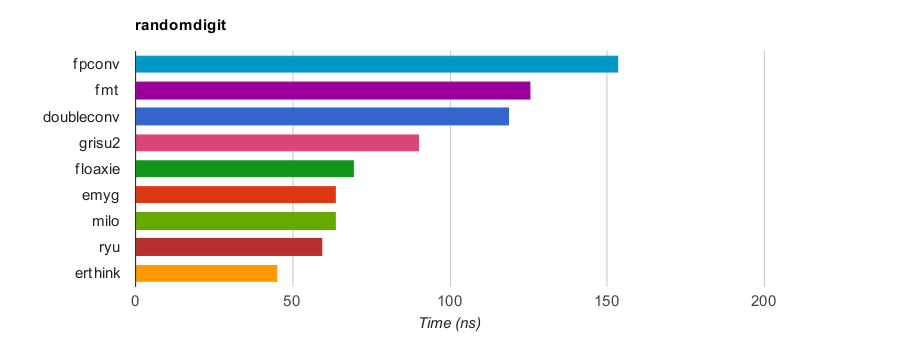 randomdigit
fpconv
fmt
doubleconv
grisu2
floaxie
emyg
milo
ryu
erthink
0 50 100 150 200
Time (ns)